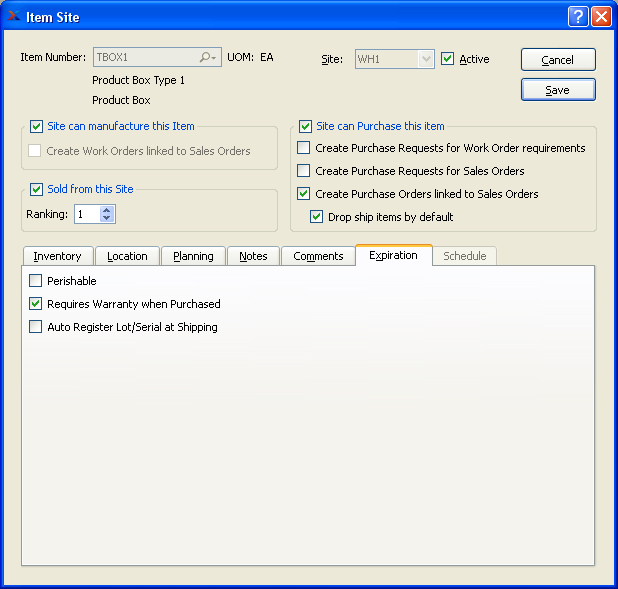 Item Site
Item Number: TBOX1 UOM: EA Site: WH1 Active Cancel
Product Box Type 1
Product Box
Save
Site can manufacture this Item
Create Work Orders linked to Sales Orders
Sold from this Site
Ranking: 1
Site can Purchase this item
Create Purchase Requests for Work Order requirements
Create Purchase Requests for Sales Orders
Create Purchase Orders linked to Sales Orders
Drop ship items by default
Inventory Location Planning Notes Comments Expiration Schedule
Perishable
Requires Warranty when Purchased
Auto Register Lot/Serial at Shipping